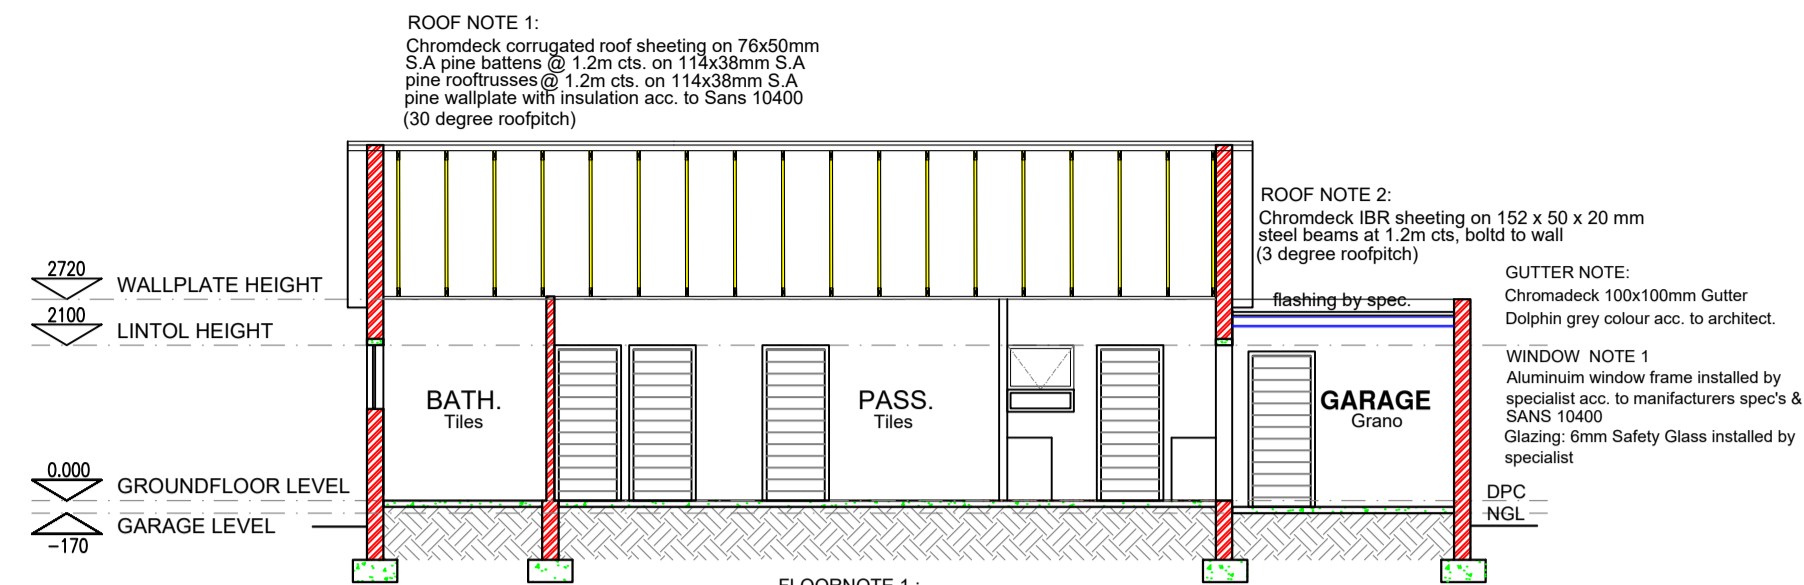 ROOF NOTE 1:
Chromdeck corrugated roof sheeting on 76x50mm
S.A pine battens @ 1.2m cts. on 114x38mm S.A
pine rooftrusses @ 1.2m cts. on 114x38mm S.A
pine wallplate with insulation acc. to Sans 10400
(30 degree roofpitch)
ROOF NOTE 2:
Chromdeck IBR sheeting on 152 x 50 x 20 mm
steel beams at 1.2m cts, boltd to wall
(3 degree roofpitch)
flashing by spec.
GUTTER NOTE:
Chromadeck 100x100mm Gutter
Dolphin grey colour acc. to architect.
WINDOW NOTE 1
Aluminuim window frame installed by
specialist acc. to manifacturers spec's &
SANS 10400
Glazing: 6mm Safety Glass installed by
specialist
2720
WALLPLATE HEIGHT
2100
LINTOL HEIGHT
BATH.
Tiles
PASS.
Tiles
GARAGE
Grano
0.000
GROUNDFLOOR LEVEL
GARAGE LEVEL
-170
DPC
NGL
FLOORNOTE 1 :